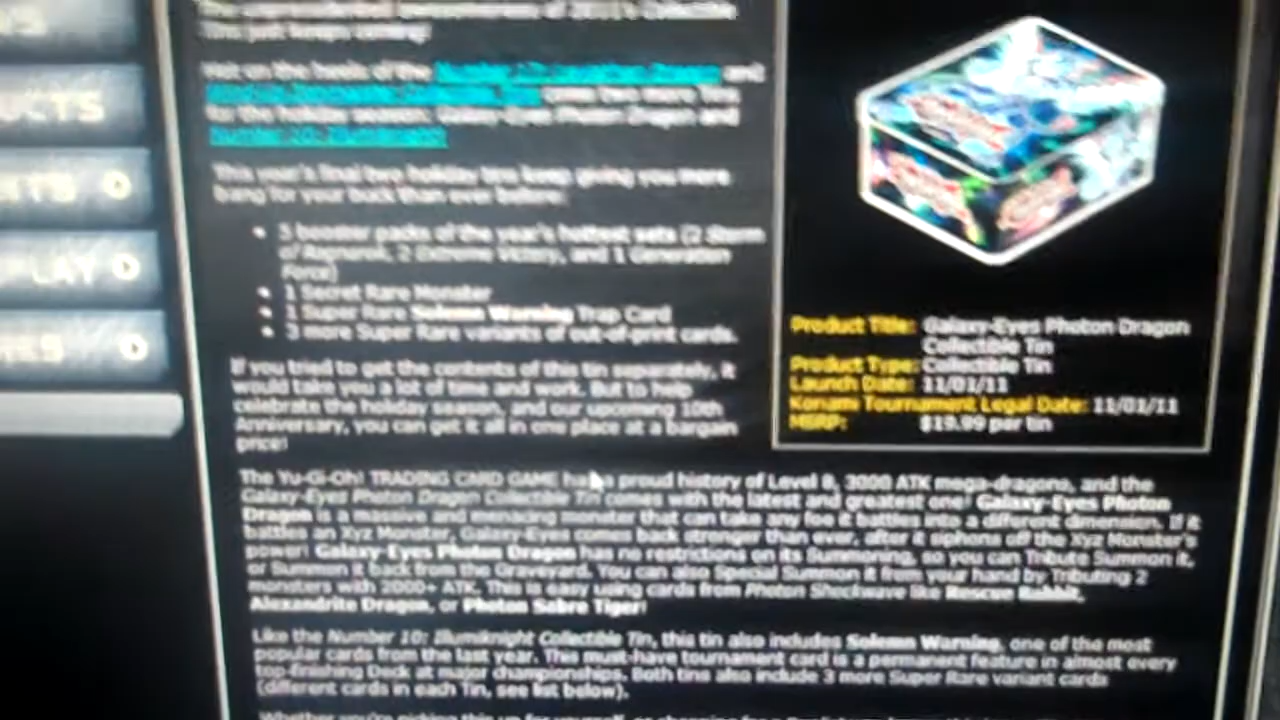 This just keeps coming!
UCTS
Hot on the heels of the Number 17: Leviathan Dragon and
come two more Tins
for the holiday season: Galaxy-Eyes Photon Dragon and
Number 10: Illumiknight
This year's final two holiday tins keep giving you more
bang for your buck than ever before:
PLAY
5 booster packs of the year's hottest sets (2 Storm
of Ragnarok, 2 Extreme Victory, and 1 Generation
Force)
1 Secret Rare Monster
1 Super Rare Solemn Warning Trap Card
3 more Super Rare variants of out-of-print cards.
Product Title: Galaxy-Eyes Photon Dragon
Collectible Tin
Product Type: Collectible Tin
Launch Date: 11/01/11
Konami Tournament Legal Date: 11/01/11
MSRP: $19.99 per tin
If you tried to get the contents of this tin separately, it
would take you a lot of time and work. But to help
celebrate the holiday season, and our upcoming 10th
Anniversary, you can get it all in one place at a bargain
price!
The Yu-Gi-Oh! TRADING CARD GAME has a proud history of Level 8, 3000 ATK mega-dragons, and the
Galaxy-Eyes Photon Dragon Collectible Tin comes with the latest and greatest one! Galaxy-Eyes Photon
Dragon is a massive and menacing monster that can take any foe it battles into a different dimension. If it
battles an Xyz Monster, Galaxy-Eyes comes back stronger than ever, after it siphons off the Xyz Monster's
power! Galaxy-Eyes Photon Dragon has no restrictions on its Summoning, so you can Tribute Summon it,
or Summon it back from the Graveyard. You can also Special Summon it from your hand by Tributing 2
monsters with 2000+ ATK. This is easy using cards from Photon Shockwave like Rescue Rabbit,
Alexandrite Dragon, or Photon Sabre Tiger!
Like the Number 10: Illumiknight Collectible Tin, this tin also includes Solemn Warning, one of the most
popular cards from the last year. This must-have tournament card is a permanent feature in almost every
top-finishing Deck at major championships. Both tins also include 3 more Super Rare variant cards
(different cards in each Tin, see list below).